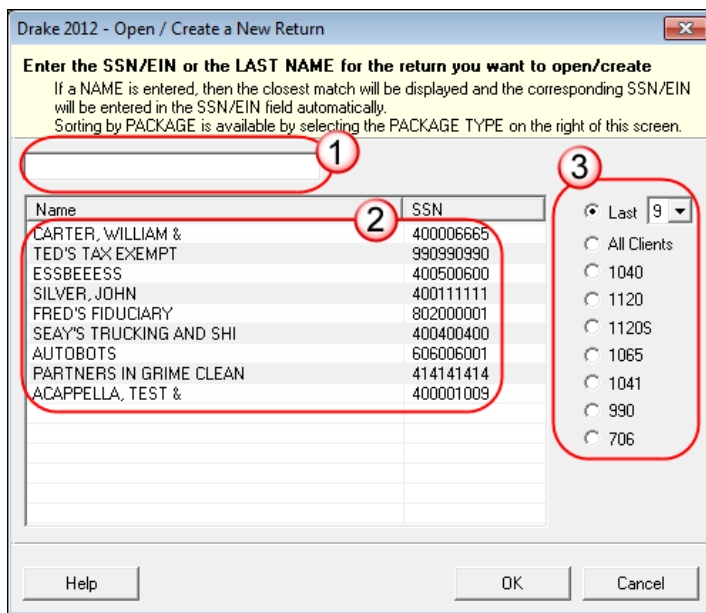 Drake 2012 - Open / Create a New Return
Enter the SSN/EIN or the LAST NAME for the return you want to open/create
If a NAME is entered, then the closest match will be displayed and the corresponding SSN/EIN
will be entered in the SSN/EIN field automatically.
Sorting by PACKAGE is available by selecting the PACKAGE TYPE on the right of this screen.
1
3
2
Name SSN
CARTER, WILLIAM & 400006665
TED'S TAX EXEMPT 990990990
ESSBEEESS 400500600
SILVER, JOHN 400111111
FRED'S FIDUCIARY 802000001
SEAY'S TRUCKING AND SHI 400400400
AUTOBOTS 606006001
PARTNERS IN GRIME CLEAN 414141414
ACAPPELLA, TEST & 400001009
Last 9
All Clients
1040
1120
1120S
1065
1041
990
706
Help OK Cancel